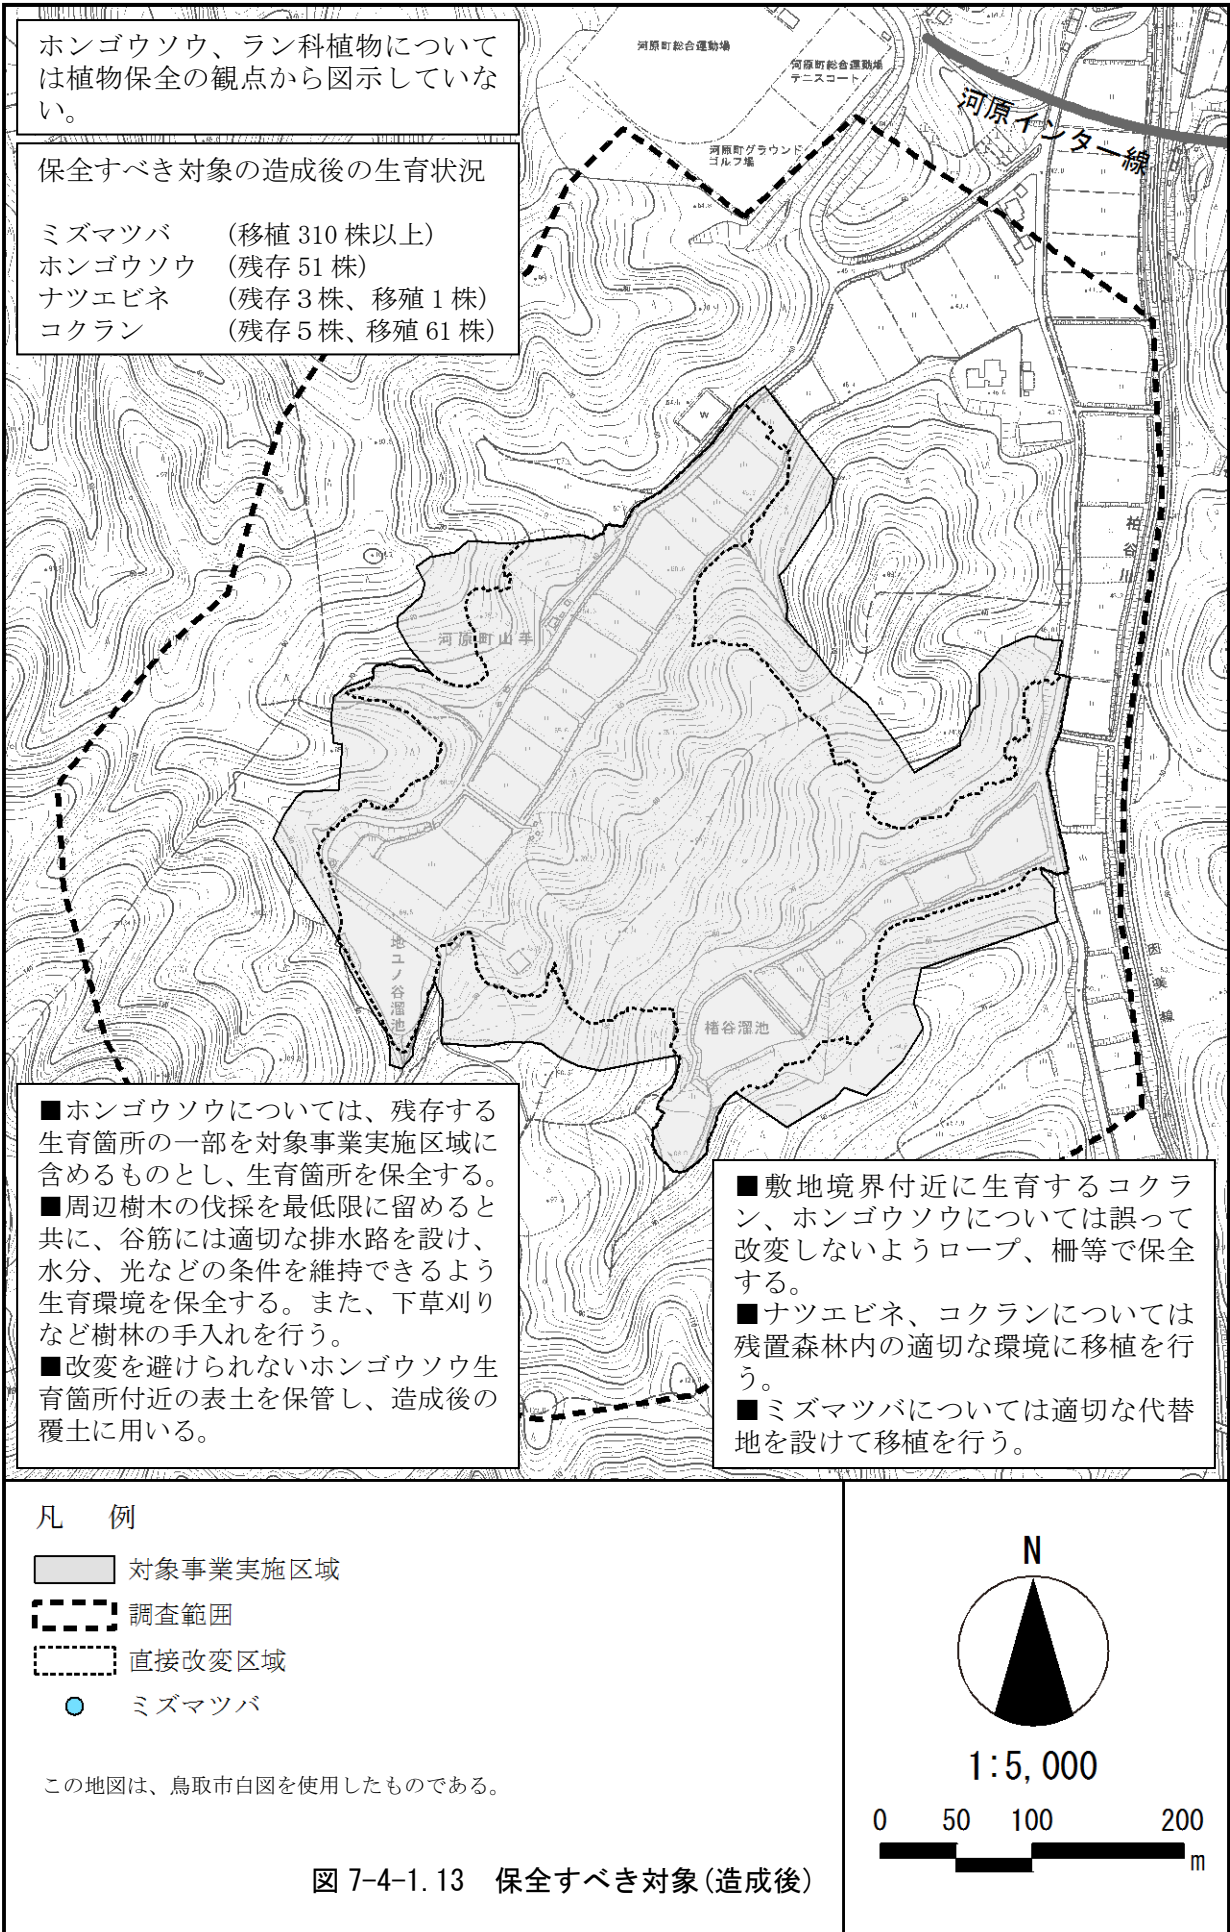 ホンゴウソウ、ラン科植物について
は植物保全の観点から図示していな
い。
保全すべき対象の造成後の生育状況
ミズマツバ (移植 310 株以上)
ホンゴウソウ (残存 51 株)
ナツエビネ (残存３株、移殖１株)
コクラン (残存５株、移殖 61 株)
河原町総合運動場
河原町総合運動場
テニスコート
河原町グラウンド
ゴルフ場
河原インター線
W
河原町山手
地ユノ谷溜池
楮谷溜池
因美線
■ホンゴウソウについては、残存する
生育箇所の一部を対象事業実施区域に
含めるものとし、生育箇所を保全する。
■周辺樹木の伐採を最低限に留めると
共に、谷筋には適切な排水路を設け、
水分、光などの条件を維持できるよう
生育環境を保全する。また、下草刈り
など樹林の手入れを行う。
■改変を避けられないホンゴウソウ生
育箇所付近の表土を保管し、造成後の
覆土に用いる。
■敷地境界付近に生育するコクラ
ン、ホンゴウソウについては誤って
改変しないようロープ、柵等で保全
する。
■ナツエビネ、コクランについては
残置森林内の適切な環境に移植を行
う。
■ミズマツバについては適切な代替
地を設けて移植を行う。
凡 例
対象事業実施区域
調査範囲
直接改変区域
ミズマツバ
この地図は、鳥取市白図を使用したものである。
図 7-4-1.13 保全すべき対象(造成後)
N
1:5,000
0 50 100 200
m